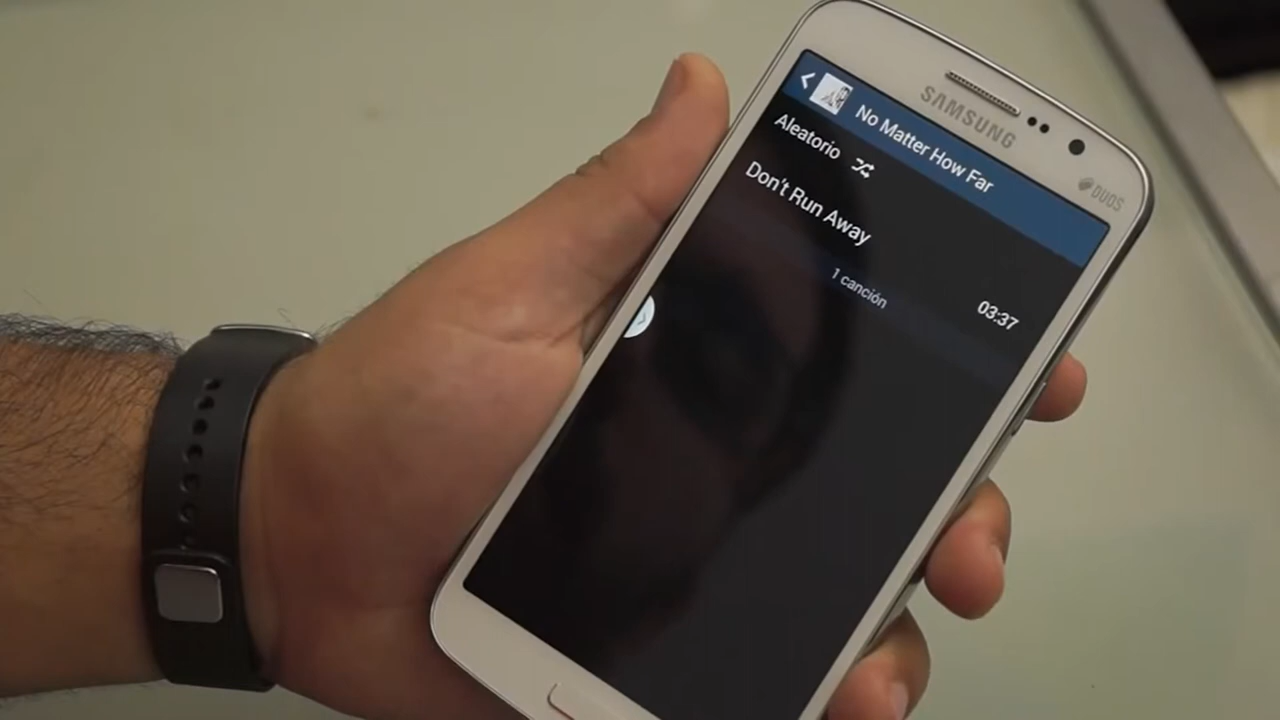 SAMSUNG
DUOS
No Matter How Far
Aleatorio
Don't Run Away
03:37
1 canción